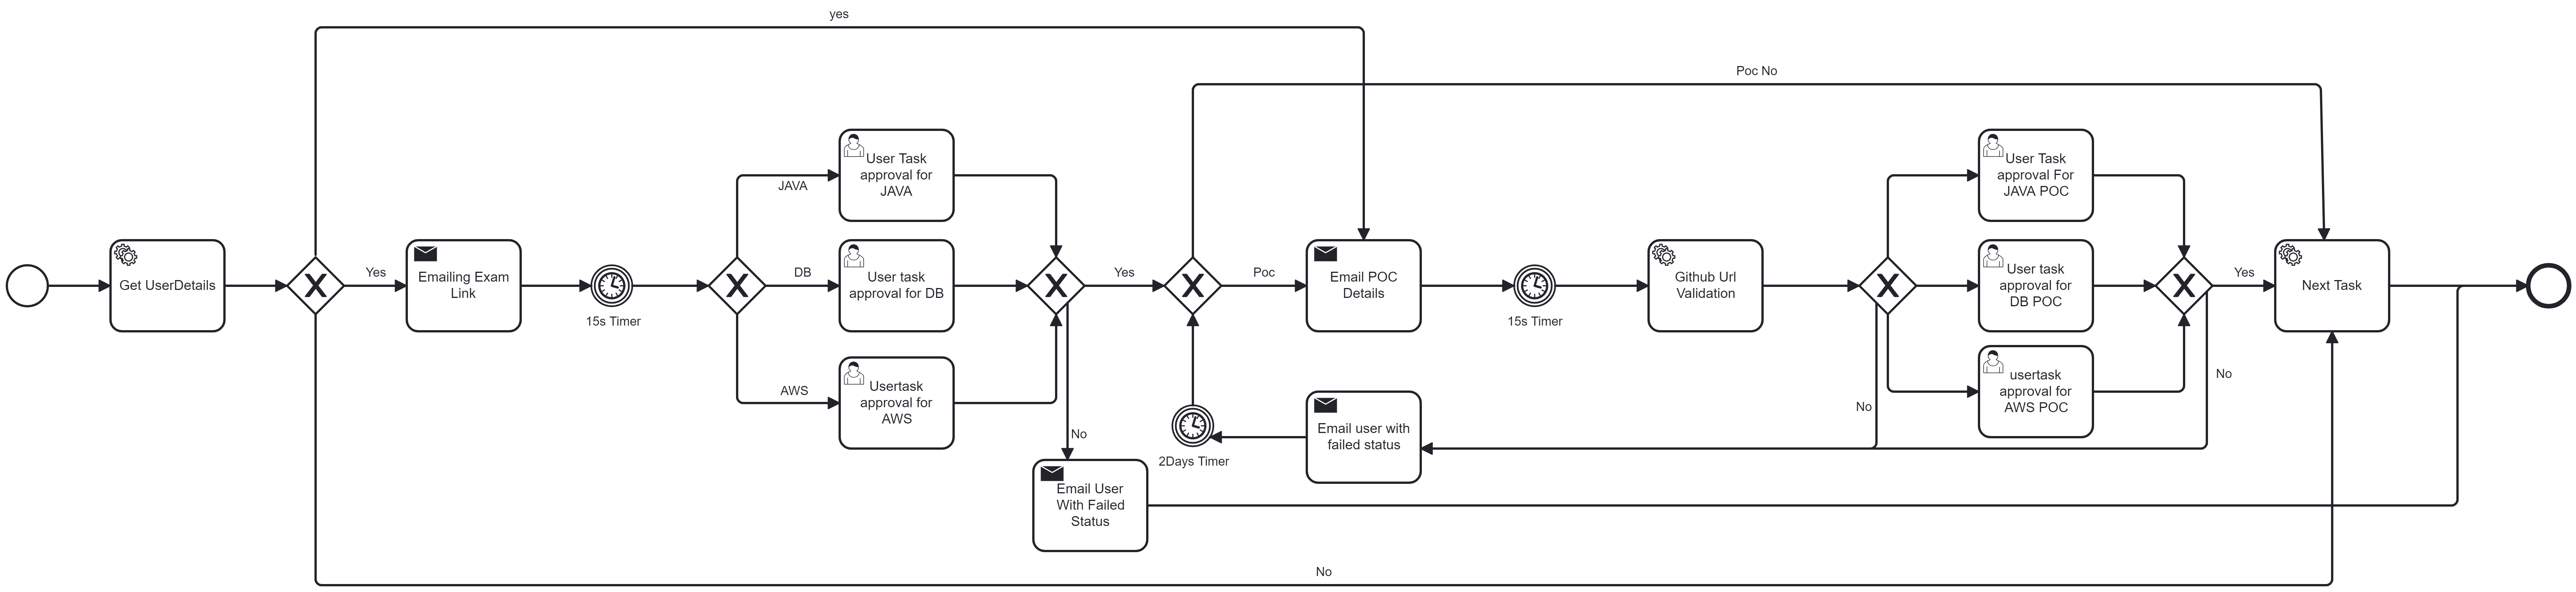 yes
Poc No
User Task
approval for
JAVA
User Task
approval For
JAVA POC
JAVA
Get UserDetails
Yes
Emailing Exam
Link
15s Timer
DB
User task
approval for DB
Yes
Poc
Email POC
Details
15s Timer
Github Url
Validation
User task
approval for
DB POC
Yes
Next Task
AWS
Usertask
approval for
AWS
No
Email User
With Failed
Status
2Days Timer
Email user with
failed status
No
usertask
approval for
AWS POC
No
No